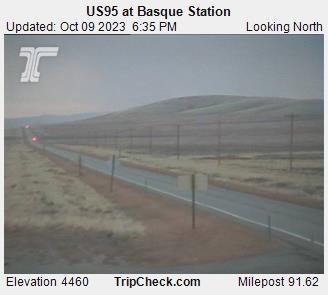 US95 at Basque Station
Updated: Oct 09 2023 6:35 PM Looking North
Elevation 4460 TripCheck.com Milepost 91.62